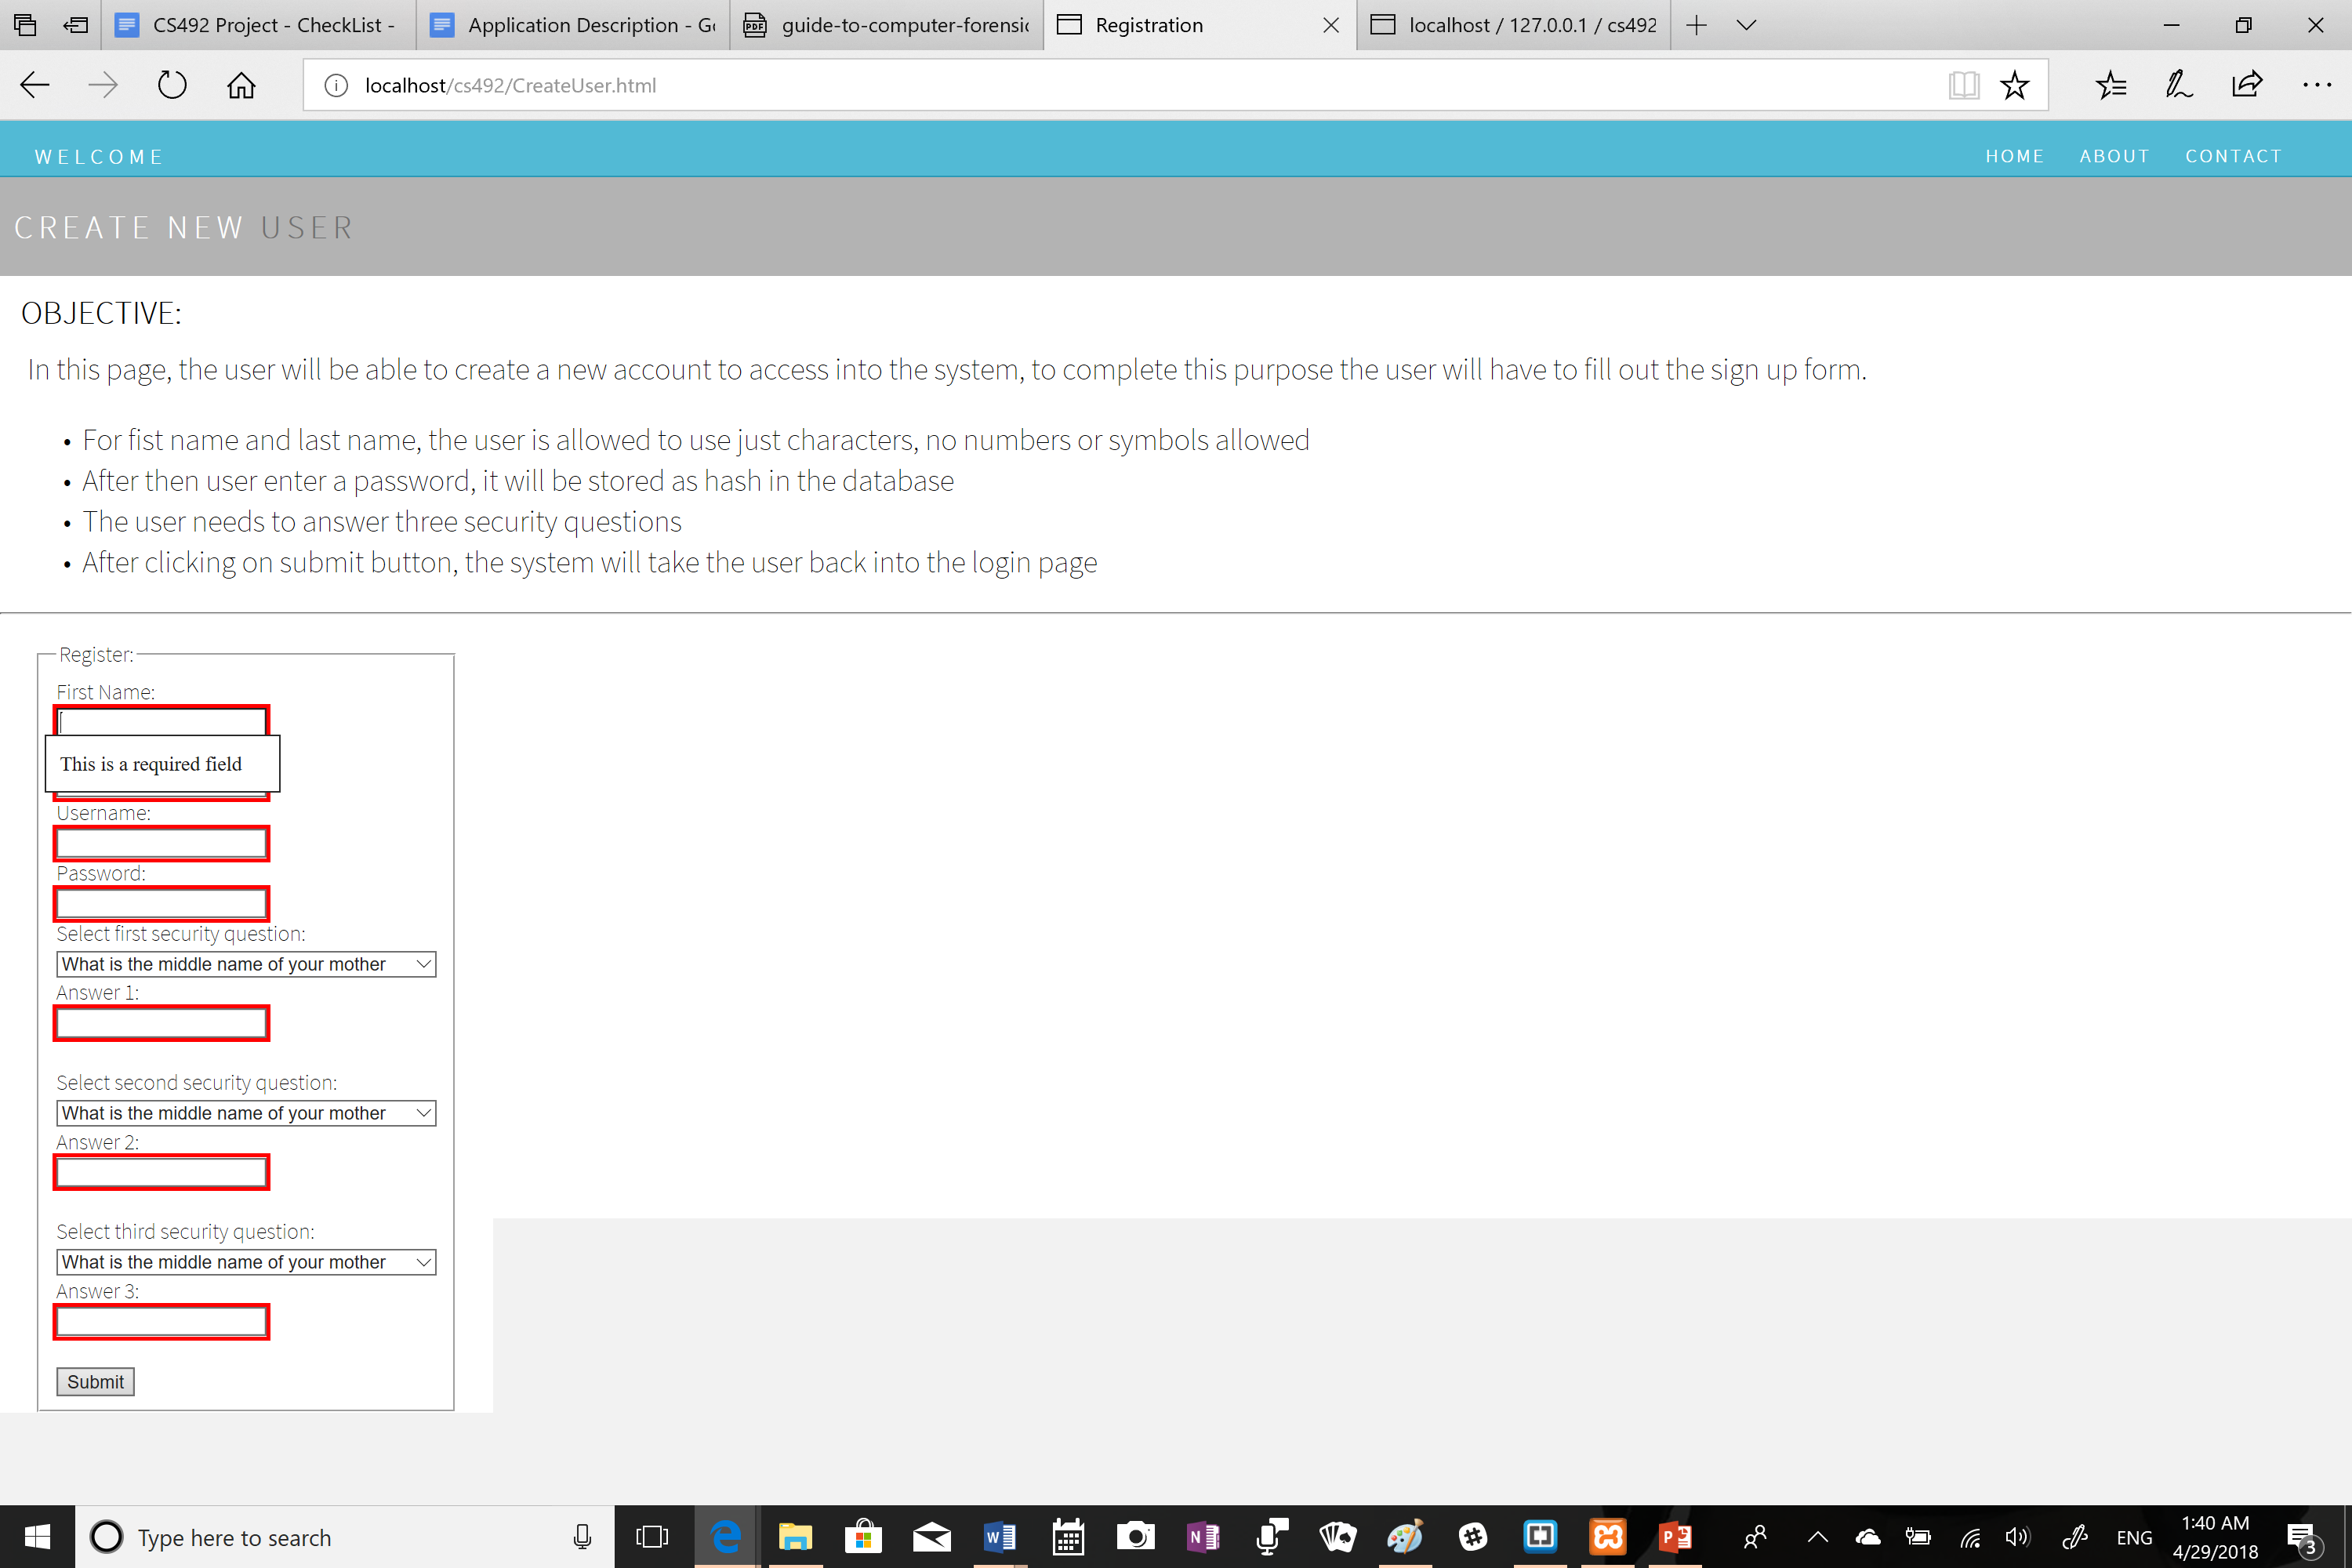 CS492 Project - CheckList -
Application Description - G
guide-to-computer-forensic
Registration
localhost / 127.0.0.1 / cs492
localhost/cs492/CreateUser.html
WELCOME
HOME ABOUT CONTACT
CREATE NEW USER
OBJECTIVE:
In this page, the user will be able to create a new account to access into the system, to complete this purpose the user will have to fill out the sign up form.
• For fist name and last name, the user is allowed to use just characters, no numbers or symbols allowed
• After then user enter a password, it will be stored as hash in the database
• The user needs to answer three security questions
• After clicking on submit button, the system will take the user back into the login page
Register:
First Name:
This is a required field
Username:
Password:
Select first security question:
What is the middle name of your mother
Answer 1:
Select second security question:
What is the middle name of your mother
Answer 2:
Select third security question:
What is the middle name of your mother
Answer 3:
Submit
Type here to search
ENG
1:40 AM
4/29/2018
3